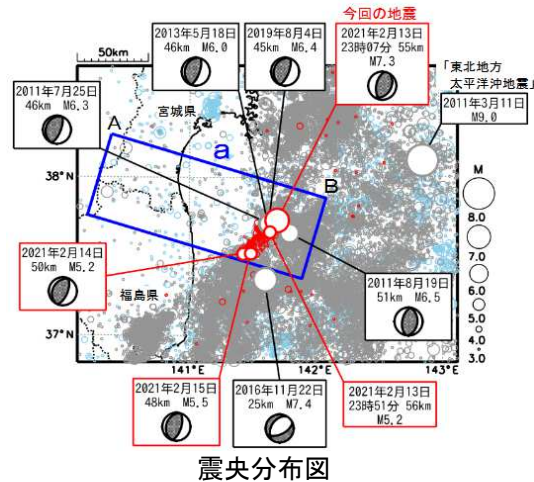 今回の地震
50km
2013年5月18日
46km M6.0
2019年8月4日
45km M6.4
2021年2月13日
23時07分 55km
M7.3
「東北地方
太平洋沖地震」
2011年3月11日
M9.0
2011年7月25日
46km M6.3
宮城県
A
a
B
38°N
M
8.0
7.0
6.0
5.0
4.0
3.0
2021年2月14日
50km M5.2
福島県
2011年8月19日
51km M6.5
37°N
141°E
142°E
143°E
2021年2月15日
48km M5.5
2016年11月22日
25km M7.4
2021年2月13日
23時51分 56km
M5.2
震央分布図